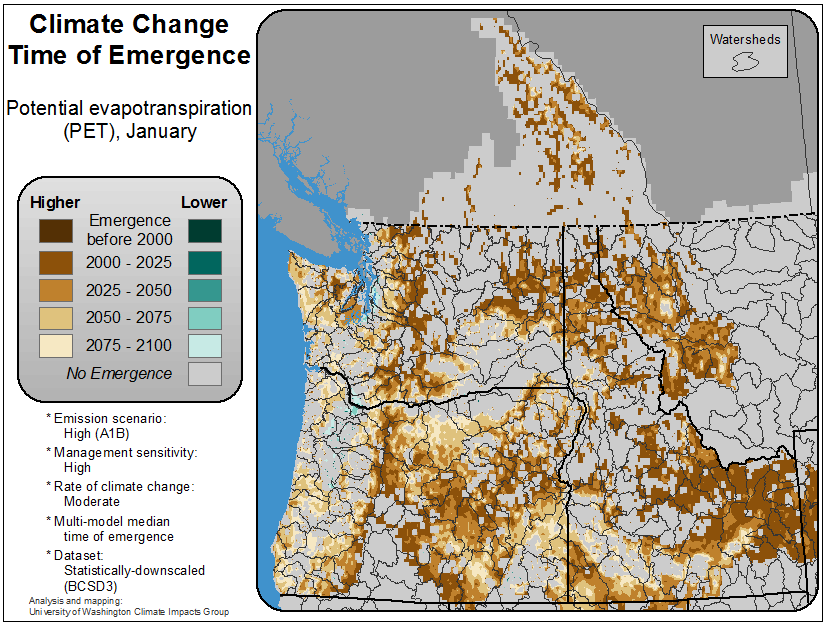 Climate Change
Time of Emergence
Potential evapotranspiration
(PET), January
Watersheds
Higher
Lower
Emergence
before 2000
2000 - 2025
2025 - 2050
2050 - 2075
2075 - 2100
No Emergence
* Emission scenario:
High (A1B)
* Management sensitivity:
High
* Rate of climate change:
Moderate
* Multi-model median
time of emergence
* Dataset:
Statistically-downscaled
(BCSD3)
Analysis and mapping:
University of Washington Climate Impacts Group